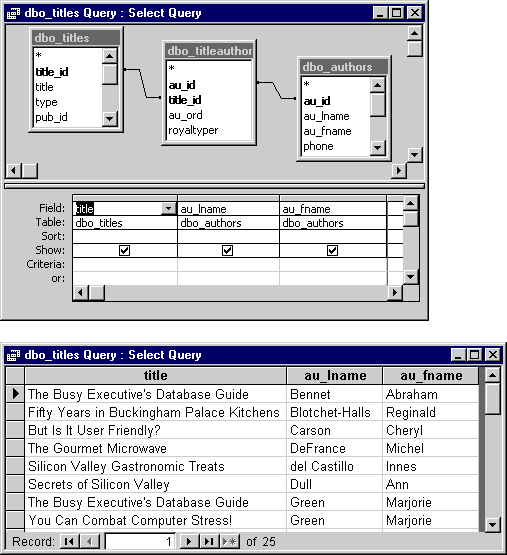 dbo_titles Query : Select Query
dbo_titles
*
title_id
title
type
pub_id
dbo_titleauthor
*
au_id
title_id
au_ord
royaltyper
dbo_authors
*
au_id
au_lname
au_fname
phone
Field: title au_lname au_fname
Table: dbo_titles dbo_authors dbo_authors
Sort:
Show:
Criteria:
or:
dbo_titles Query : Select Query
title au_lname au_fname
The Busy Executive's Database Guide Bennet Abraham
Fifty Years in Buckingham Palace Kitchens Blotchet-Halls Reginald
But Is It User Friendly? Carson Cheryl
The Gourmet Microwave DeFrance Michel
Silicon Valley Gastronomic Treats del Castillo Innes
Secrets of Silicon Valley Dull Ann
The Busy Executive's Database Guide Green Marjorie
You Can Combat Computer Stress! Green Marjorie
Record: 1 of 25